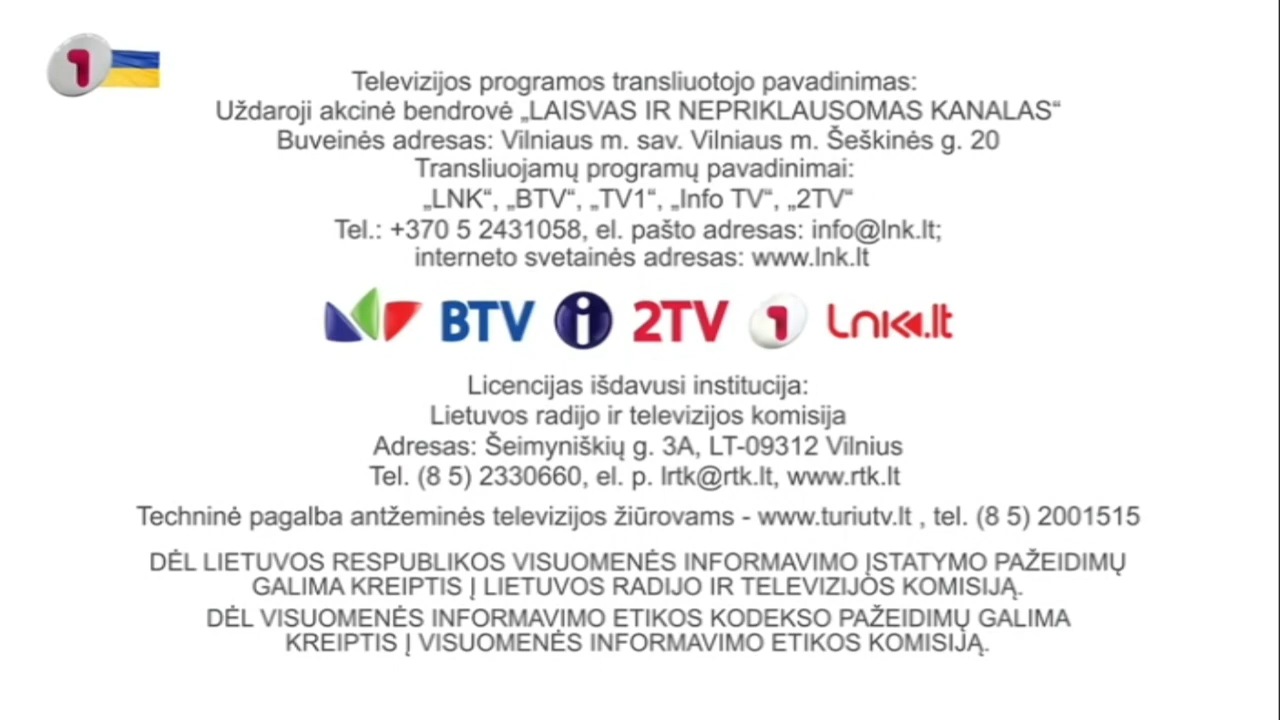 1
Televizijos programos transliuotojo pavadinimas:
Uždaroji akcinė bendrovė „LAISVAS IR NEPRIKLAUSOMAS KANALAS“
Buveinės adresas: Vilniaus m. sav. Vilniaus m. Šeškinės g. 20
Transliuojamų programų pavadinimai:
„LNK“, „BTV“, „TV1“, „Info TV“, „2TV“
Tel.: +370 5 2431058, el. pašto adresas: info@lnk.lt;
interneto svetainės adresas: www.lnk.lt
BTV i 2TV 1 lnk.lt
Licencijas išdavusi institucija:
Lietuvos radijo ir televizijos komisija
Adresas: Šeimyniškių g. 3A, LT-09312 Vilnius
Tel. (8 5) 2330660, el. p. lrtk@rtk.lt, www.rtk.lt
Techninė pagalba antžeminės televizijos žiūrovams - www.turiutv.lt , tel. (8 5) 2001515
DĖL LIETUVOS RESPUBLIKOS VISUOMENĖS INFORMAVIMO ĮSTATYMO PAŽEIDIMŲ
GALIMA KREIPTIS Į LIETUVOS RADIJO IR TELEVIZIJOS KOMISIJĄ.
DĖL VISUOMENĖS INFORMAVIMO ETIKOS KODEKSO PAŽEIDIMŲ GALIMA
KREIPTIS Į VISUOMENĖS INFORMAVIMO ETIKOS KOMISIJĄ.